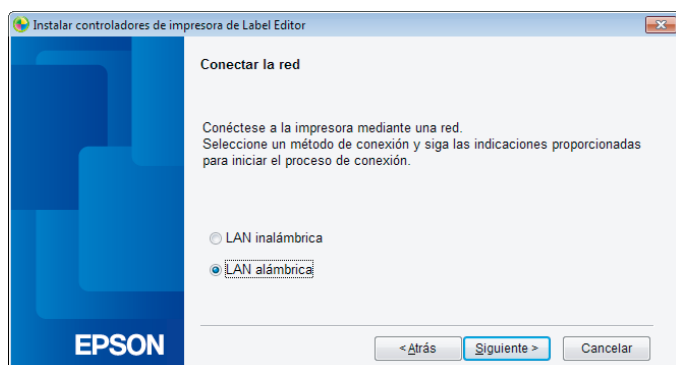 Instalar controladores de impresora de Label Editor
Conectar la red
Conéctese a la impresora mediante una red.
Seleccione un método de conexión y siga las indicaciones proporcionadas
para iniciar el proceso de conexión.
LAN inalámbrica
LAN alámbrica
EPSON
< Atrás
Siguiente >
Cancelar